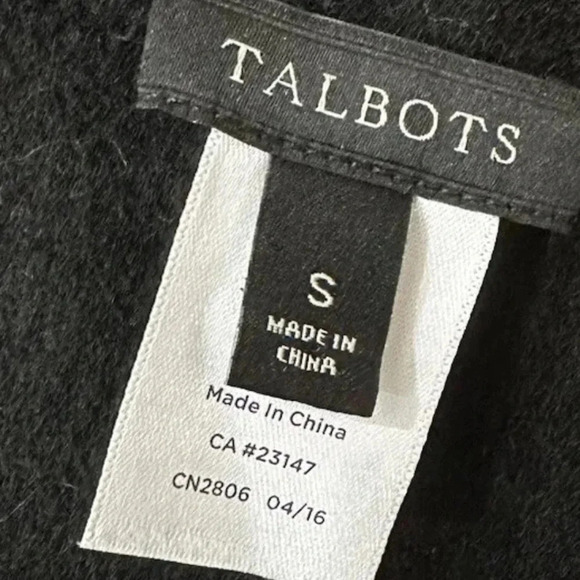 TALBOTS
S
MADE IN
CHINA
Made In China
CA #23147
CN2806 04/16